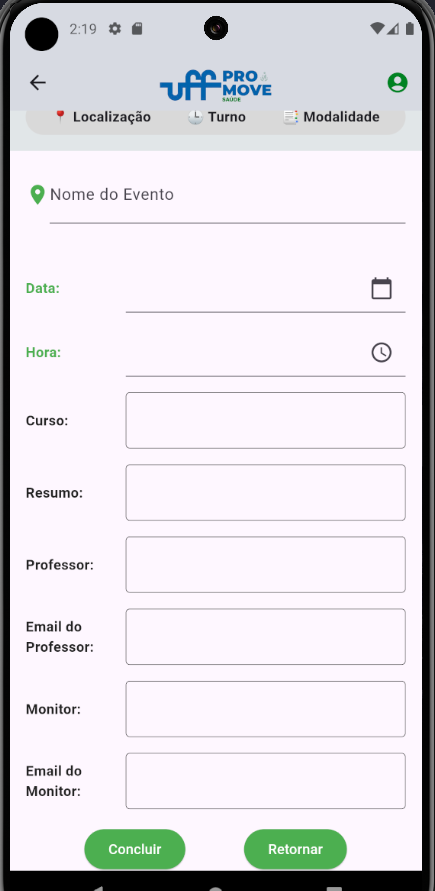 2:19
uff PRO MOVE
SAÚDE
📍 Localização 🕒 Turno 📑 Modalidade
Nome do Evento
Data:
Hora:
Curso:
Resumo:
Professor:
Email do
Professor:
Monitor:
Email do
Monitor:
Concluir Retornar